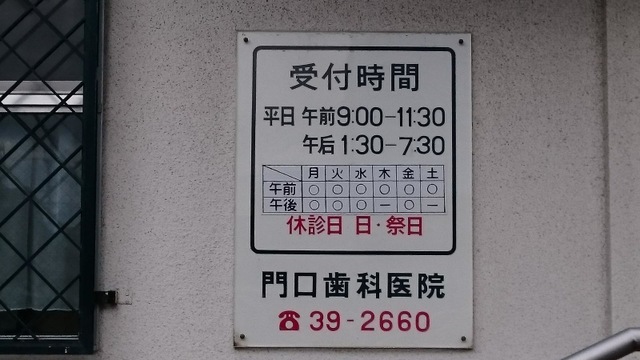 受付時間
平日 午前9:00-11:30
午后1:30-7:30
月 火 水 木 金 土
午前 ○ ○ ○ ○ ○ ○
午後 ○ ○ ○ ー ○ ー
休診日 日・祭日
門口歯科医院
☎ 39-2660